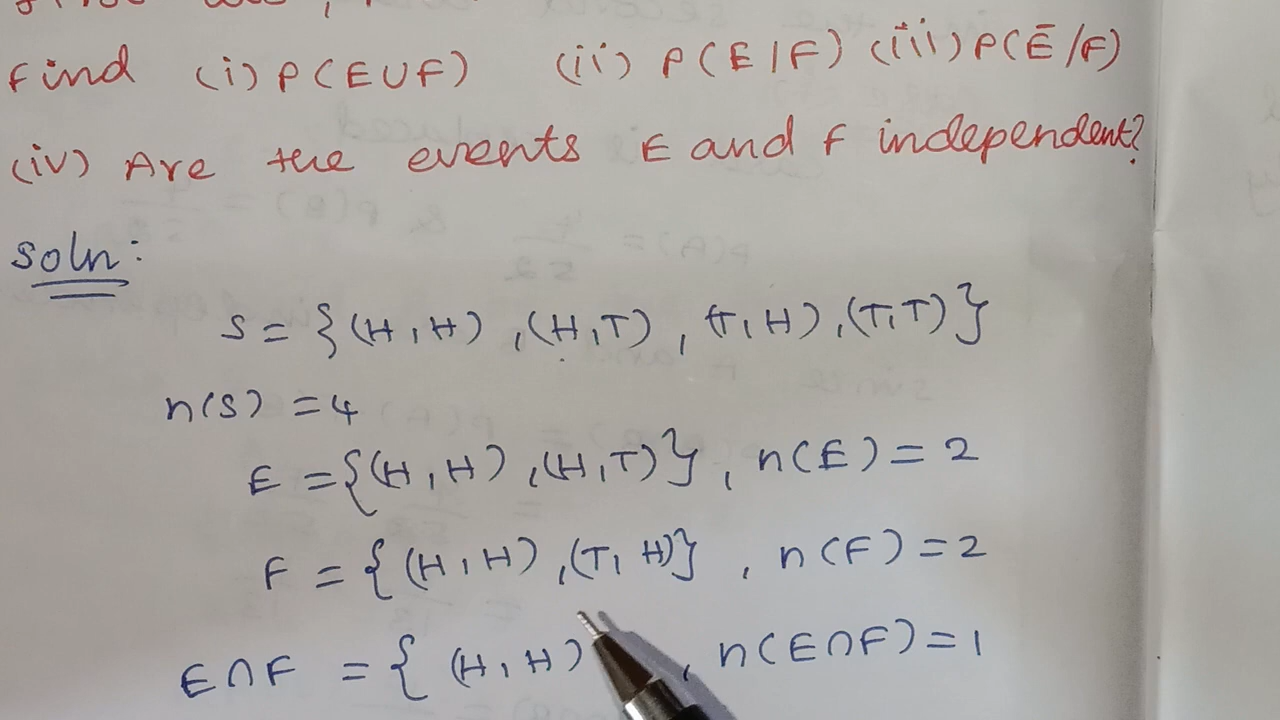 Find (i) P(E∪F) (ii) P(E/F) (iii) P(Ē/F)
(iv) Are the events E and F independent?
Soln:
S = {(H,H), (H,T), (T,H), (T,T)}
n(S) = 4
E = {(H,H), (H,T)}, n(E) = 2
F = {(H,H), (T,H)}, n(F) = 2
E∩F = { (H,H) , n(E∩F) = 1